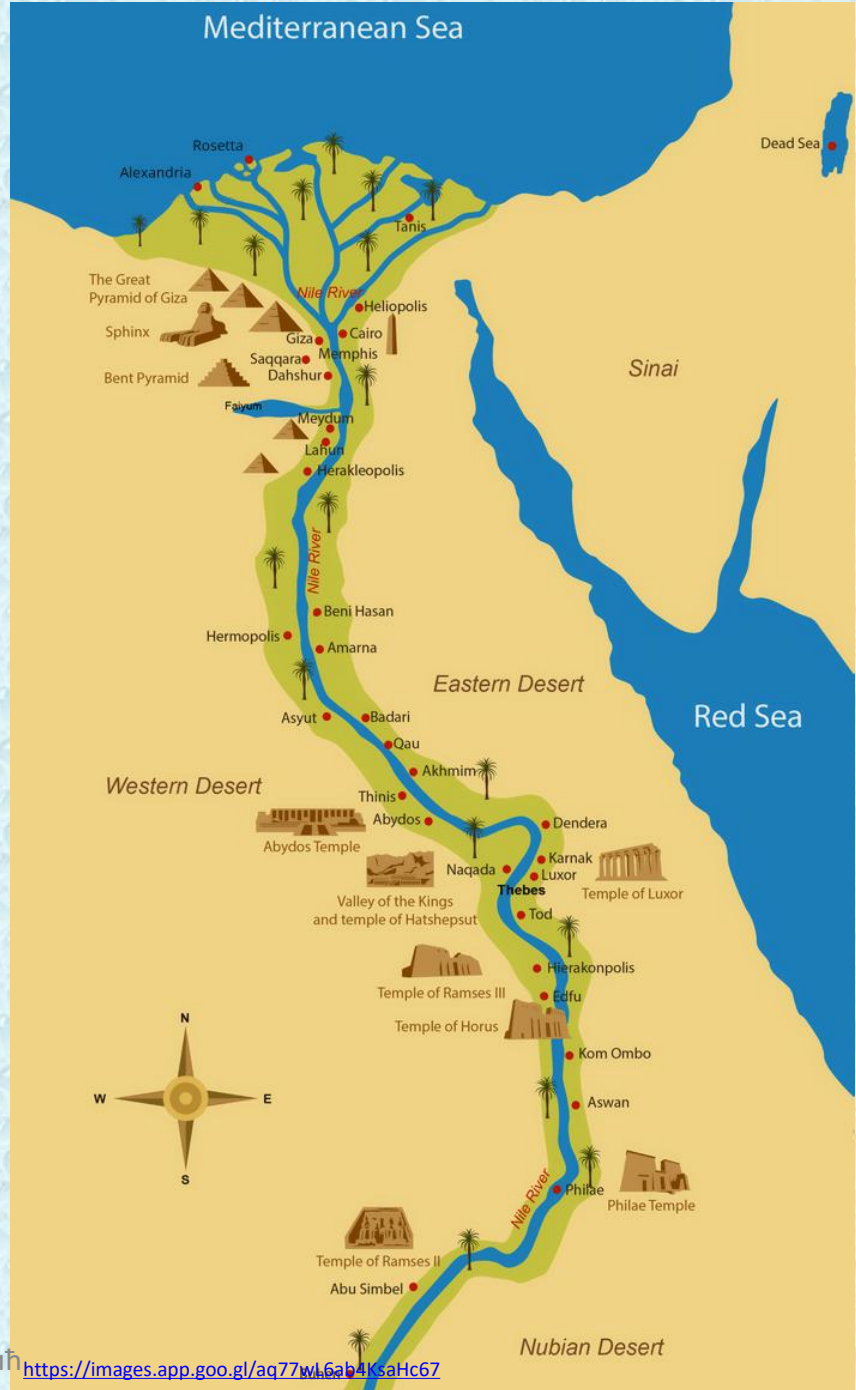 Mediterranean Sea
Rosetta
Dead Sea
Alexandria
Tanis
The Great
Pyramid of Giza
Nile River
Heliopolis
Sphinx
Giza
Cairo
Memphis
Saqqara
Sinai
Bent Pyramid
Dahshur
Faiyum
Meydum
Lahun
Herakleopolis
Nile River
Beni Hasan
Hermopolis
Amarna
Eastern Desert
Asyut
Badari
Red Sea
Qau
Akhmim
Western Desert
Thinis
Abydos
Dendera
Abydos Temple
Karnak
Naqada
Luxor
Thebes
Temple of Luxor
Valley of the Kings
and temple of Hatshepsut
Tod
Hierakonpolis
Temple of Ramses III
Edfu
Temple of Horus
N
Kom Ombo
W
E
Aswan
S
Philae
Nile River
Philae Temple
Temple of Ramses II
Abu Simbel
Nubian Desert
https://images.app.goo.gl/aq77wL6ab4KsaHc67